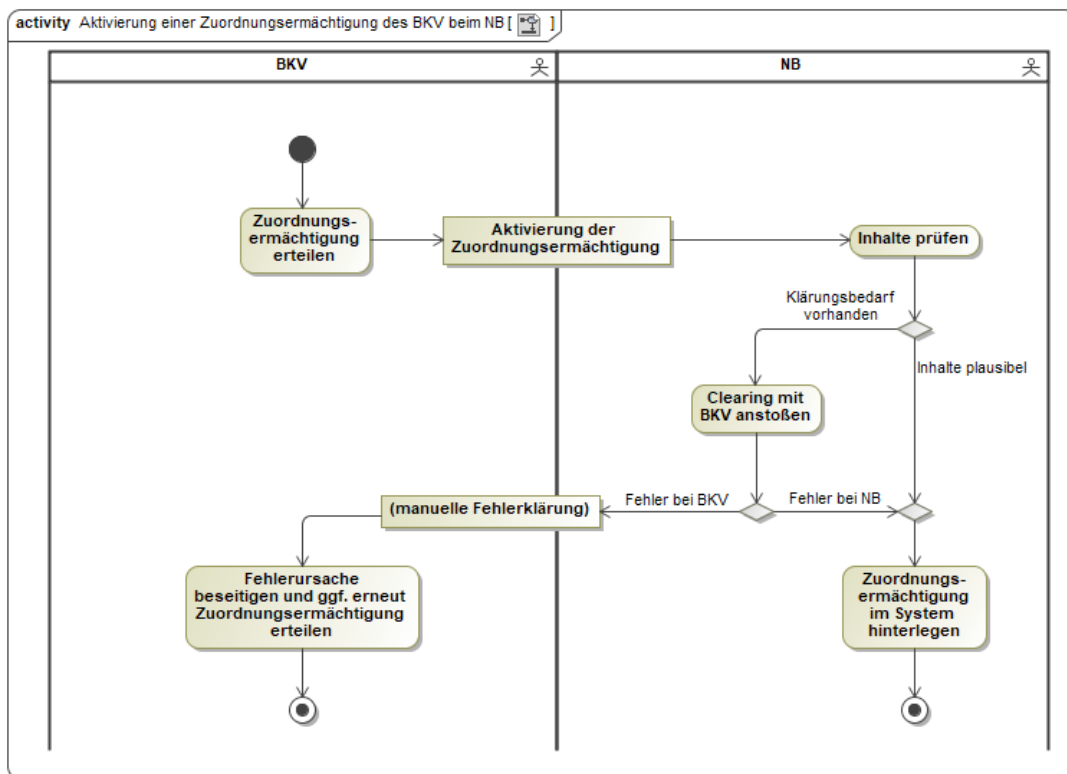 activity Aktivierung einer Zuordnungsermächtigung des BKV beim NB [ ]
BKV
NB
Zuordnungs-
ermächtigung
erteilen
Aktivierung der
Zuordnungsermächtigung
Inhalte prüfen
Klärungsbedarf
vorhanden
Inhalte plausibel
Clearing mit
BKV anstoßen
(manuelle Fehlerklärung)
Fehler bei BKV
Fehler bei NB
Fehlerursache
beseitigen und ggf. erneut
Zuordnungsermächtigung
erteilen
Zuordnungs-
ermächtigung
im System
hinterlegen